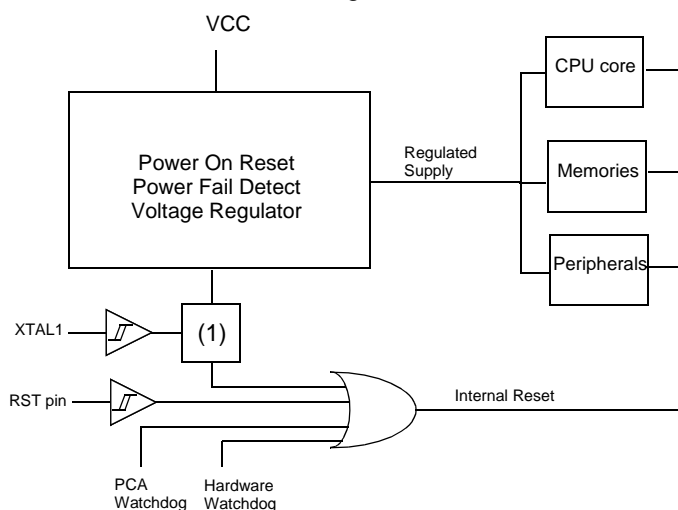 VCC
CPU core
Power On Reset
Power Fail Detect
Voltage Regulator
Regulated
Supply
Memories
Peripherals
XTAL1
(1)
RST pin
Internal Reset
PCA
Watchdog
Hardware
Watchdog